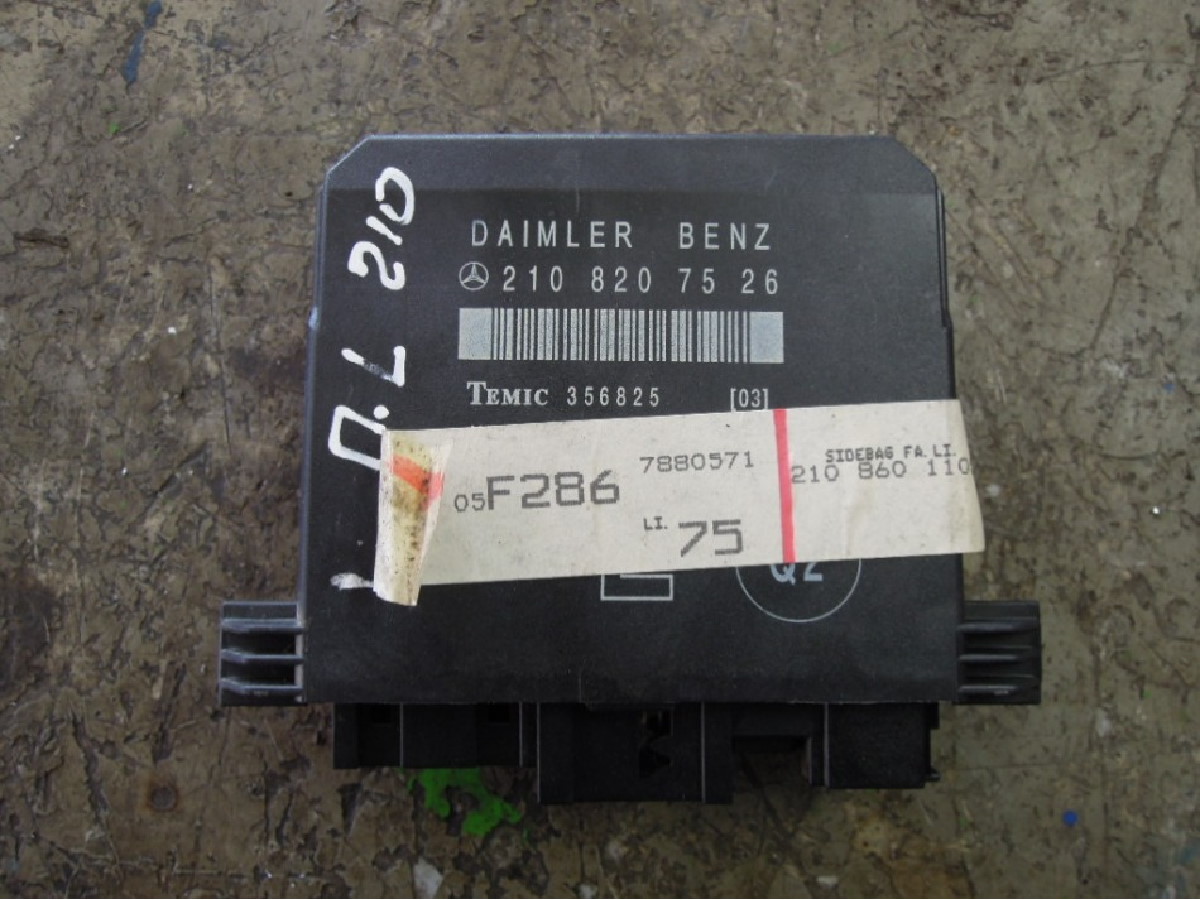 DAIMLER BENZ
210 820 75 26
TEMIC 356825 [03]
П.L 210
05F286
7880571
LI. 75
SIDEBAG FA LI.
210 860 110
Q2